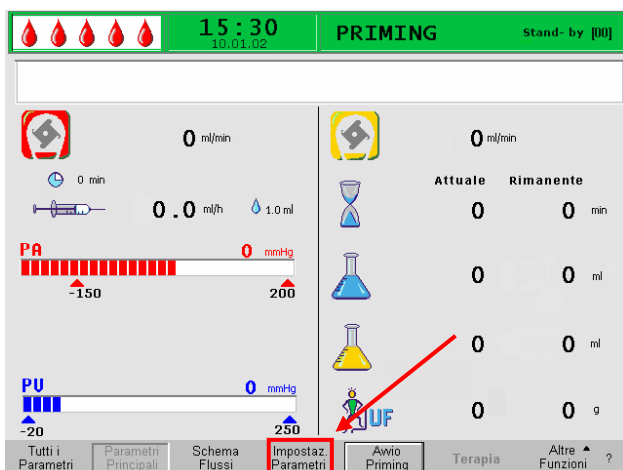 15:30
10.01.02
PRIMING
Stand- by [00]
0 ml/min
0 ml/min
0 min
0.0 ml/h
1.0 ml
Attuale Rimanente
0 0 min
PA 0 mmHg
-150 200
0 0 ml
0 0 ml
PV 0 mmHg
-20 250
UF 0 0 g
Tutti i Parametri
Parametri Principali
Schema Flussi
Impostaz. Parametri
Avvio Priming
Terapia
Altre Funzioni
?